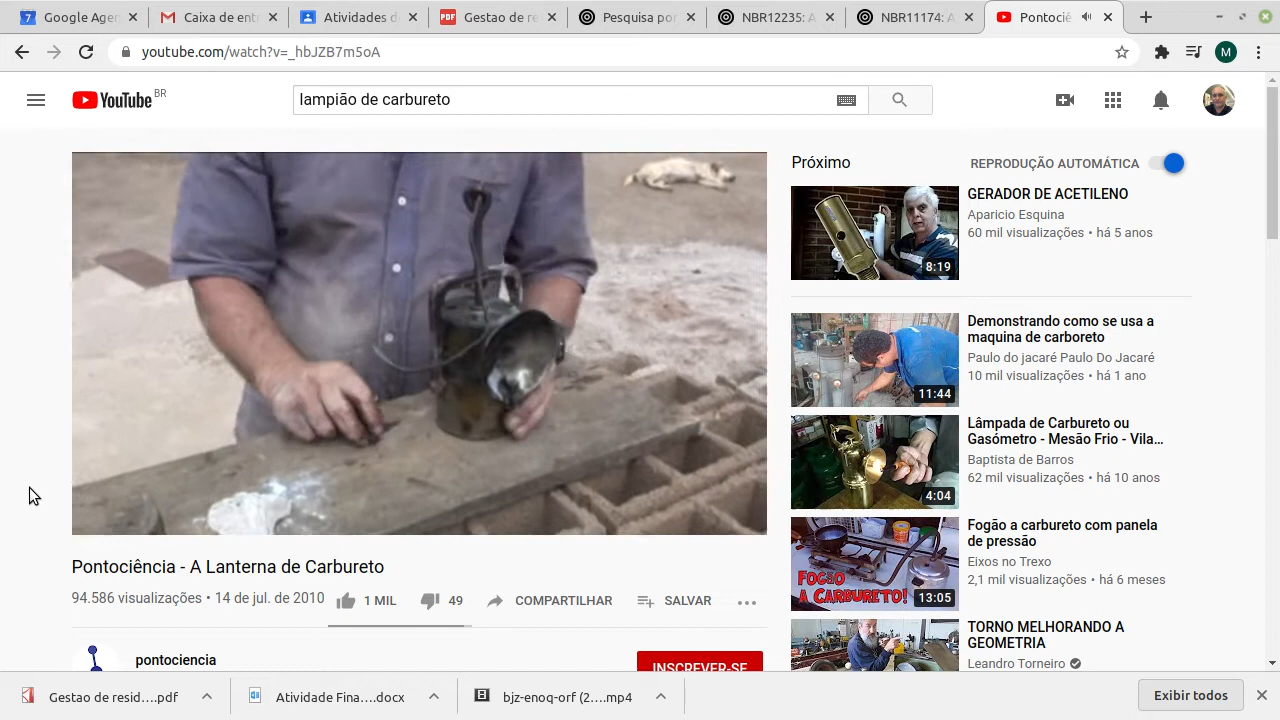 Google Agen
Caixa de ent
Atividades d
Gestao de re
Pesquisa por
NBR12235: A
NBR11174: A
Pontociê
youtube.com/watch?v=_hbJZB7m5oA
M
YouTube BR
lampião de carbureto
Próximo
REPRODUÇÃO AUTOMÁTICA
GERADOR DE ACETILENO
Aparicio Esquina
60 mil visualizações • há 5 anos
8:19
Demonstrando como se usa a
maquina de carboreto
Paulo do jacaré Paulo Do Jacaré
10 mil visualizações • há 1 ano
11:44
Lâmpada de Carbureto ou
Gasómetro - Mesão Frio - Vila...
Baptista de Barros
62 mil visualizações • há 10 anos
4:04
Fogão a carbureto com panela
de pressão
Eixos no Trexo
2,1 mil visualizações • há 6 meses
FOGÃO
A CARBURETO!
13:05
TORNO MELHORANDO A
GEOMETRIA
Leandro Torneiro
Pontociência - A Lanterna de Carbureto
94.586 visualizações • 14 de jul. de 2010
1 MIL
49
COMPARTILHAR
SALVAR
pontociencia
INSCREVER-SE
Gestao de resid....pdf
Atividade Fina....docx
bjz-enoq-orf (2....mp4
Exibir todos